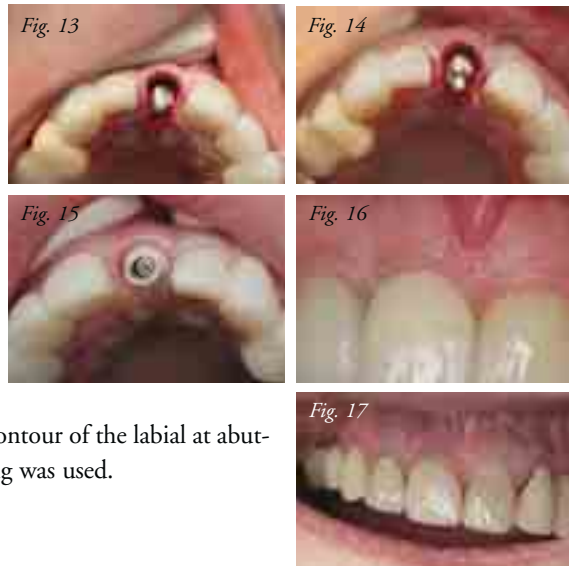 Fig. 13
Fig. 14
Fig. 15
Fig. 16
Fig. 17
ontour of the labial at abut-
g was used.